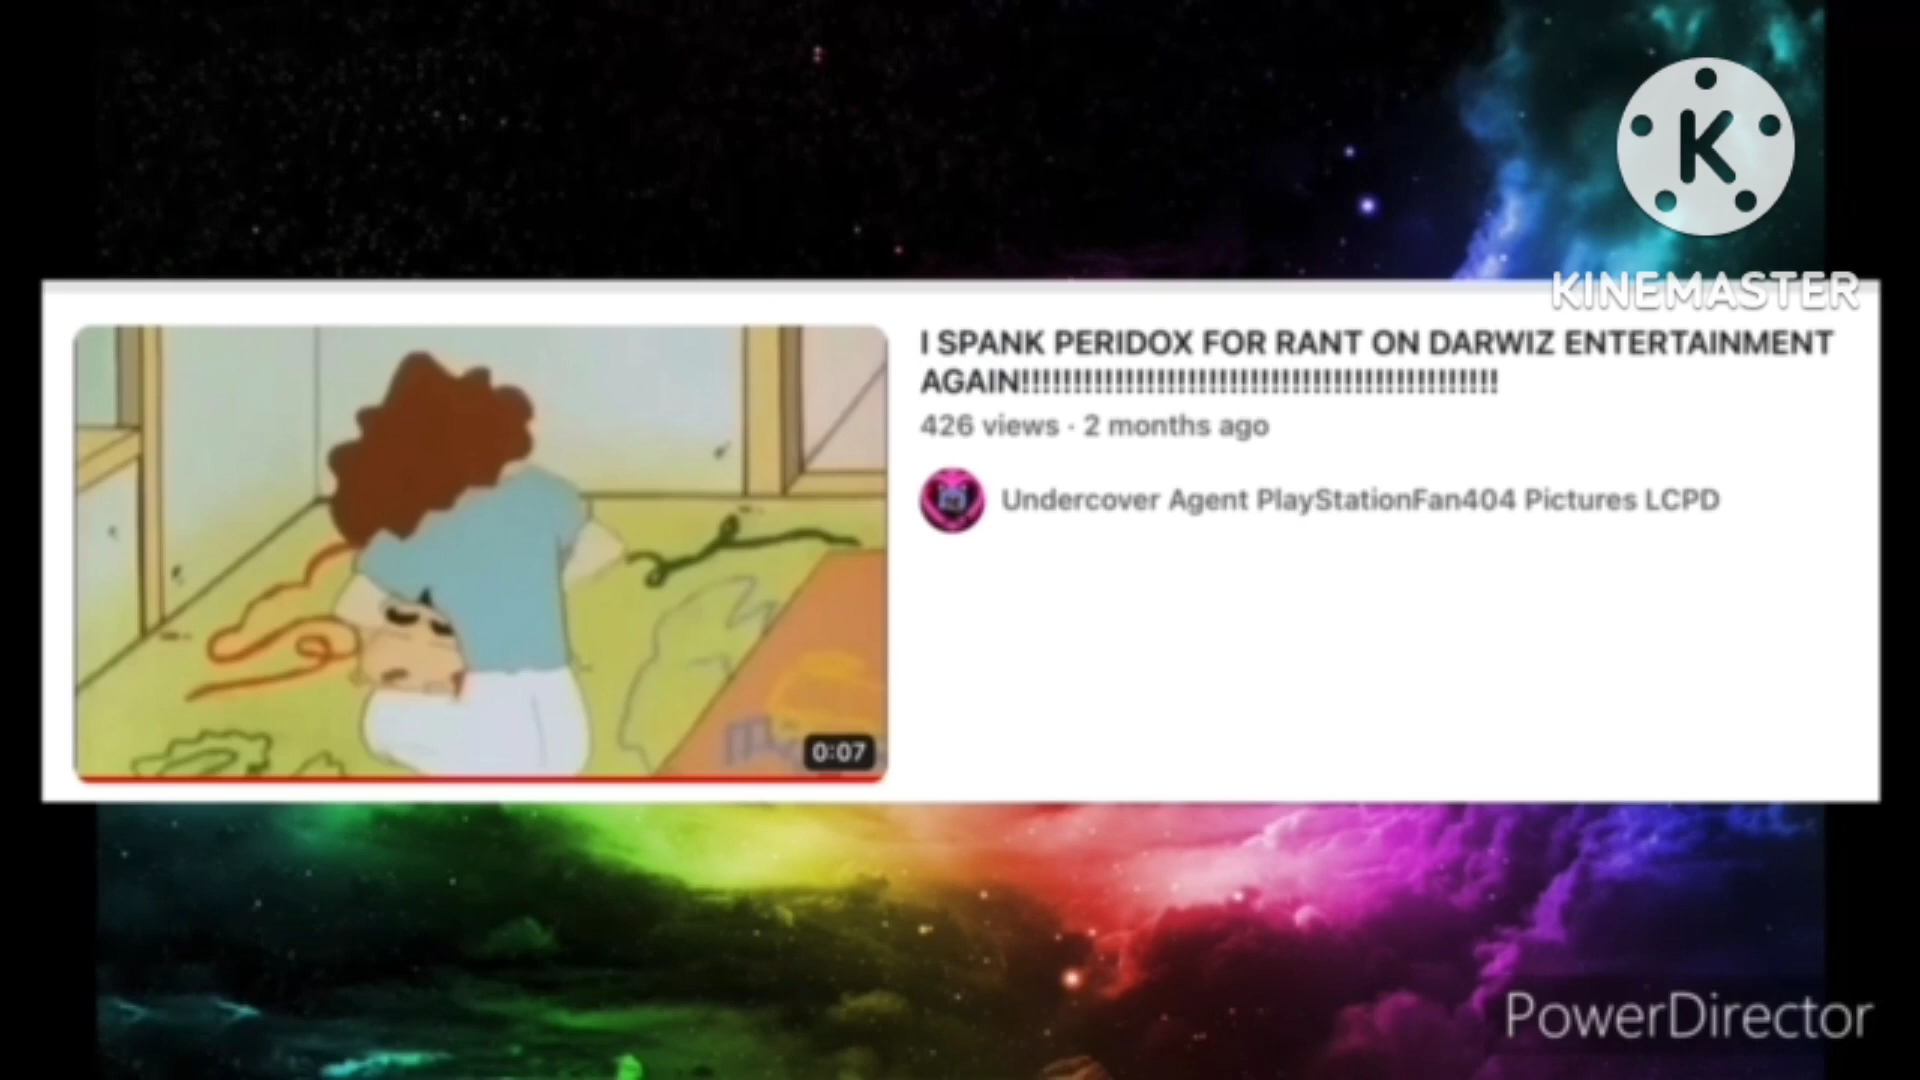 K
KINEMASTER
I SPANK PERIDOX FOR RANT ON DARWIZ ENTERTAINMENT
AGAIN!!!!!!!!!!!!!!!!!!!!!!!!!!!!!!!!!!!!!!!!!!!!!!
426 views · 2 months ago
Undercover Agent PlayStationFan404 Pictures LCPD
0:07
PowerDirector